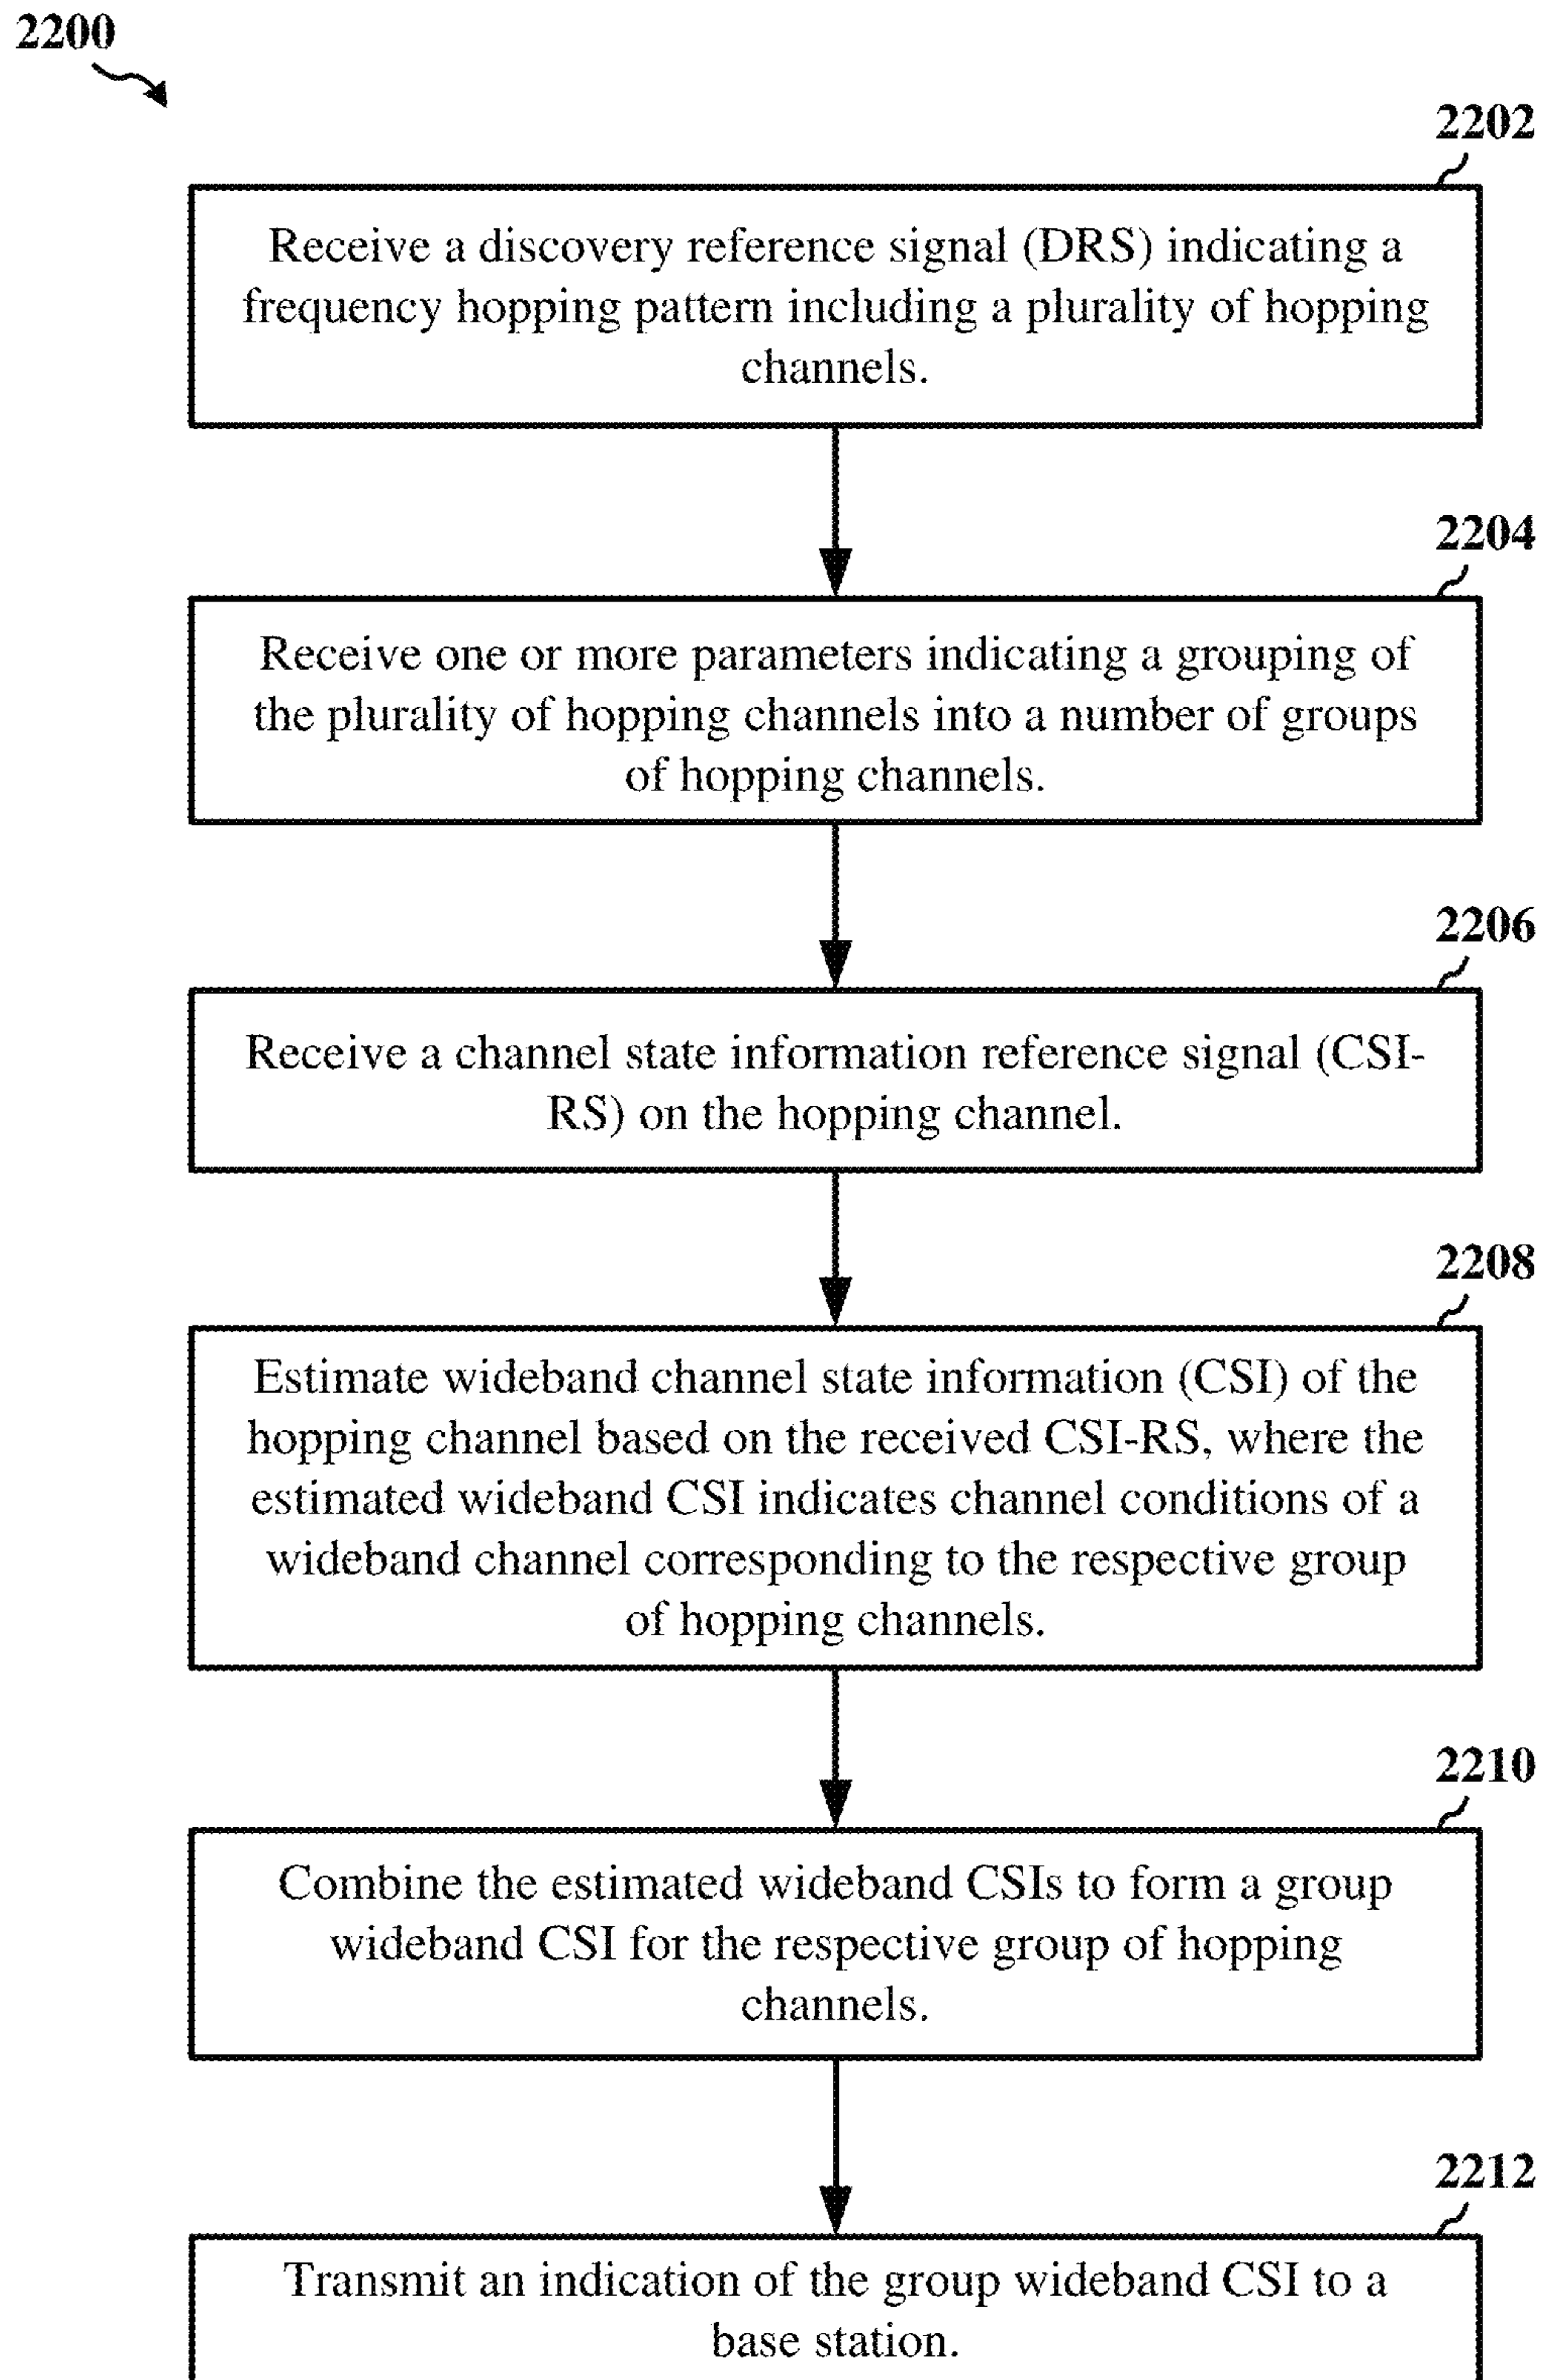 2200
2202
Receive a discovery reference signal (DRS) indicating a
frequency hopping pattern including a plurality of hopping
channels.
2204
Receive one or more parameters indicating a grouping of
the plurality of hopping channels into a number of groups
of hopping channels.
2206
Receive a channel state information reference signal (CSI-
RS) on the hopping channel.
2208
Estimate wideband channel state information (CSI) of the
hopping channel based on the received CSI-RS, where the
estimated wideband CSI indicates channel conditions of a
wideband channel corresponding to the respective group
of hopping channels.
2210
Combine the estimated wideband CSIs to form a group
wideband CSI for the respective group of hopping
channels.
2212
Transmit an indication of the group wideband CSI to a
base station.